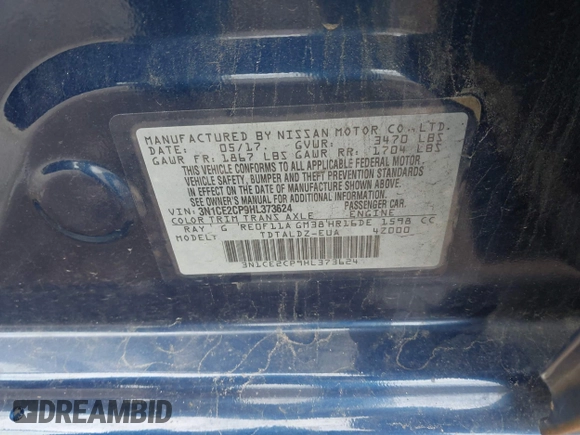 MANUFACTURED BY NISSAN MOTOR CO., LTD.
DATE: 05/17 GVWR: 3470 LBS
GAWR FR: 1867 LBS GAWR RR: 1704 LBS
THIS VEHICLE CONFORMS TO ALL APPLICABLE FEDERAL MOTOR
VEHICLE SAFETY, BUMPER AND THEFT PREVENTION STANDARDS
IN EFFECT ON THE DATE OF MANUFACTURE SHOWN ABOVE.
SEE OWNER'S MANUAL FOR ADDITIONAL INFORMATION.
VIN: 3N1CE2CP9HL373624 PASSENGER CAR
COLOR TRIM TRANS AXLE ENGINE
RAY G RE0F11A GM38 HR16DE 1598 CC
MODEL: TDTALDZ-EUA 4Z000
3N1CE2CP9HL373624
DREAMBID